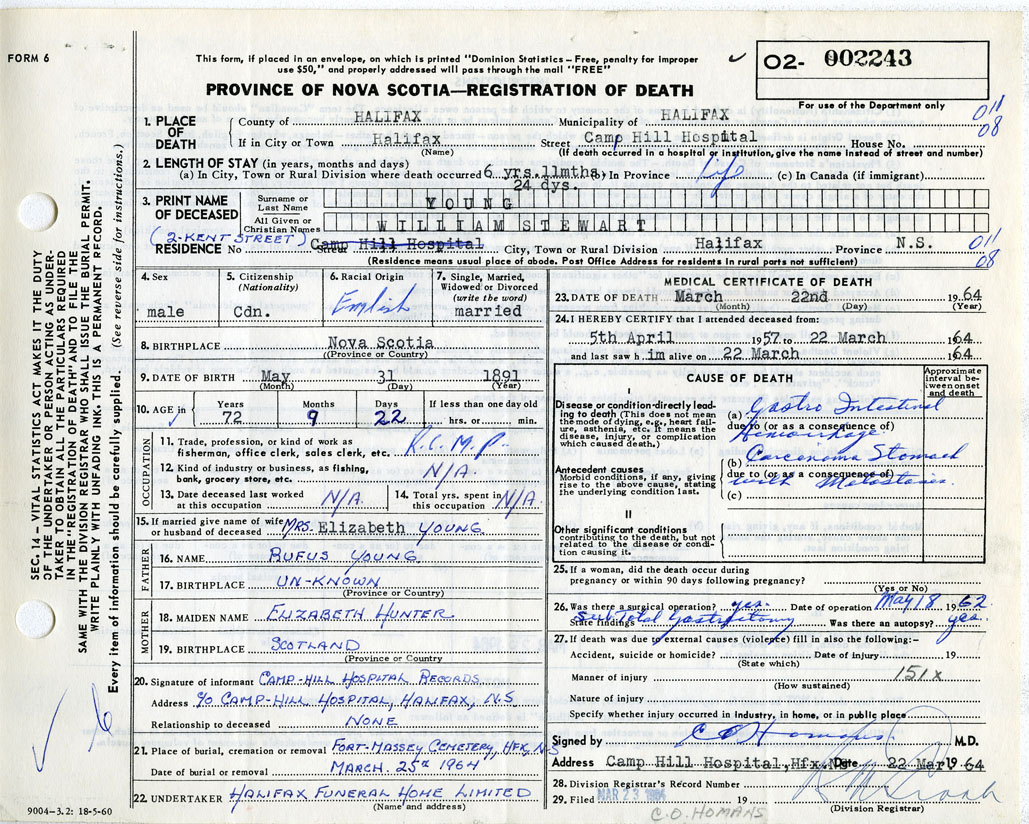 FORM 6
This form, if placed in an envelope, on which is printed "Dominion Statistics – Free, penalty for improper
use $50," and properly addressed will pass through the mail "FREE"
✓
O2- 002243
For use of the Department only
PROVINCE OF NOVA SCOTIA—REGISTRATION OF DEATH
011
08
1. PLACE OF DEATH
County of HALIFAX Municipality of HALIFAX
If in City or Town Halifax Street Camp Hill Hospital House No.
(Name) (If death occurred in a hospital or institution, give the name instead of street and number)
2. LENGTH OF STAY (in years, months and days)
(a) In City, Town or Rural Division where death occurred 6 yrs. 11mths. (b) In Province Life (c) In Canada (if immigrant)
24 dys.
3. PRINT NAME OF DECEASED
Surname or Last Name YOUNG
All Given or Christian Names WILLIAM STEWART
(2-KENT STREET)
RESIDENCE No Camp Hill Hospital City, Town or Rural Division Halifax Province N.S.
011
08
(Residence means usual place of abode. Post Office Address for residents in rural parts not sufficient)
4. Sex
male
5. Citizenship
(Nationality)
Cdn.
6. Racial Origin
English
7. Single, Married,
Widowed or Divorced
(write the word)
married
8. BIRTHPLACE Nova Scotia
(Province or Country)
9. DATE OF BIRTH May 31 1891
(Month) (Day) (Year)
10. AGE in
Years Months Days If less than one day old
✓ 72 9 22 hrs. or min.
OCCUPATION
11. Trade, profession, or kind of work as
fisherman, office clerk, sales clerk, etc. R.C.M.P.
12. Kind of industry or business, as fishing,
bank, grocery store, etc. N/A.
13. Date deceased last worked
at this occupation N/A.
14. Total yrs. spent in
this occupation N/A.
15. If married give name of wife
or husband of deceased MRS. Elizabeth YOUNG.
FATHER
16. NAME RUFUS YOUNG.
17. BIRTHPLACE UN-KNOWN
(Province or Country)
MOTHER
18. MAIDEN NAME ELIZABETH HUNTER.
19. BIRTHPLACE SCOTLAND
(Province or Country
20. Signature of informant CAMP-HILL HOSPITAL RECORDS
Address C/O CAMP-HILL HOSPITAL, HALIFAX, N.S
Relationship to deceased NONE
21. Place of burial, cremation or removal FORT-MASSEY CEMETERY, HFX, N-S
Date of burial or removal MARCH. 25th 1964
22. UNDERTAKER HALIFAX FUNERAL HOME LIMITED
(Name and address)
9004—3.2: 18-5-60
SEC. 14 – VITAL STATISTICS ACT MAKES IT THE DUTY
OF THE UNDERTAKER OR PERSON ACTING AS UNDER-
TAKER TO OBTAIN ALL THE PARTICULARS REQUIRED
IN THE "REGISTRATION OF DEATH" AND TO FILE THE
SAME WITH THE DIVISION REGISTRAR WHO SHALL ISSUE THE BURIAL PERMIT.
WRITE PLAINLY WITH UNFADING INK. THIS IS A PERMANENT RECORD.
Every item of information should be carefully supplied. (See reverse side for instructions.)
MEDICAL CERTIFICATE OF DEATH
23. DATE OF DEATH March 22nd 1964
(Month) (Day) (Year)
24. I HEREBY CERTIFY that I attended deceased from:
5th April 1957 to 22 March 1964
and last saw him alive on 22 March 1964
CAUSE OF DEATH
Approximate
interval be-
tween onset
and death
I
Disease or condition directly lead-
ing to death (This does not mean
the mode of dying, e.g., heart fail-
ure, asthenia, etc. It means the
disease, injury, or complication
which caused death.)
(a) Gastro Intestinal
due to (or as a consequence of)
Hemorrhage
Antecedent causes
Morbid conditions, if any, giving
rise to the above cause, stating
the underlying condition last.
(b) Carcenoma Stomach
due to (or as a consequence of)
with Metastasis.
(c)
II
Other significant conditions
contributing to the death, but not
related to the disease or condi-
tion causing it.
25. If a woman, did the death occur during
pregnancy or within 90 days following pregnancy?
(Yes or No)
26. Was there a surgical operation? yes. Date of operation May 18 1962
State findings Sub Total Gastrectomy Was there an autopsy? yes.
27. If death was due to external causes (violence) fill in also the following:-
Accident, suicide or homicide? Date of injury 19
(State which)
Manner of injury 151X
(How sustained)
Nature of injury
Specify whether injury occurred in industry, in home, or in public place
Signed by C O Homans. M.D.
Address Camp Hill Hospital, Hfx. NS Date 22 Mar 1964
28. Division Registrar's Record Number
29. Filed MAR 23 1964 19
(Division Registrar)
C.O. HOMANS